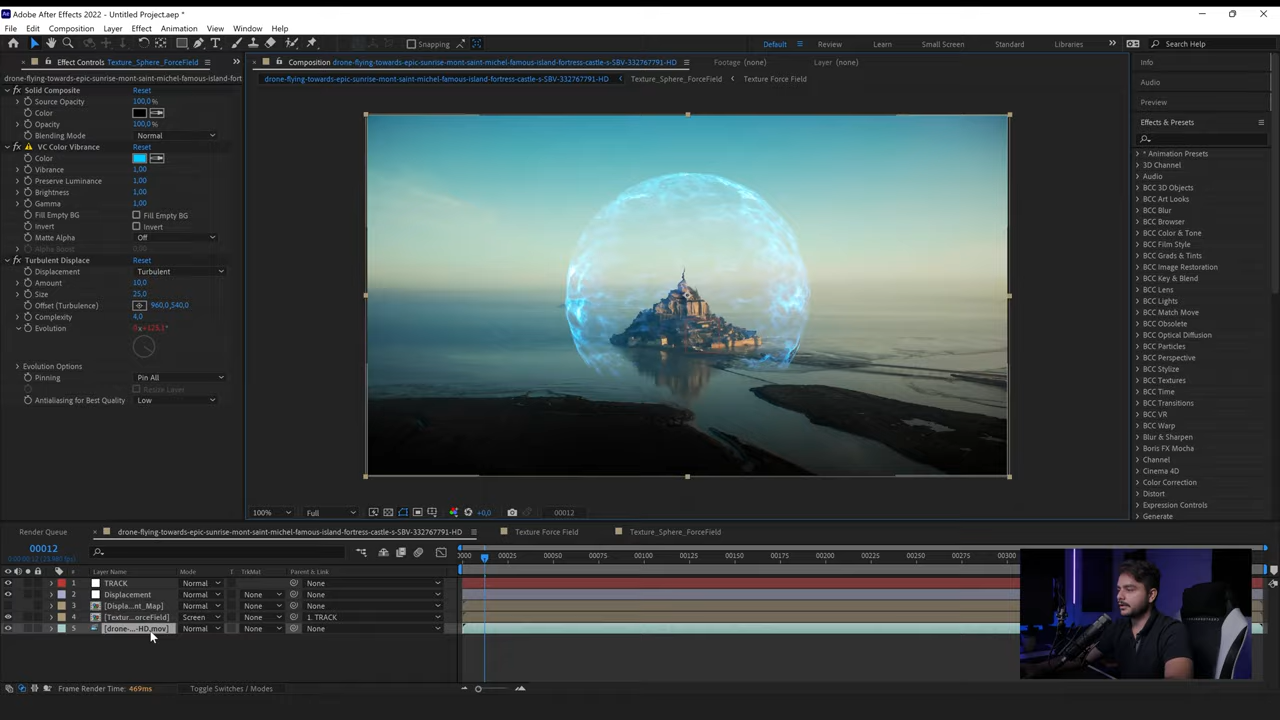 Adobe After Effects 2022 - Untitled Project.aep *
File Edit Composition Layer Effect Animation View Window Help
Snapping
Default Review Learn Small Screen Standard Libraries Search Help
Effect Controls Texture_Sphere_ForceField
Composition drone-flying-towards-epic-sunrise-mont-saint-michel-famous-island-fortress-castle-s-SBV-332767791-HD
Footage (none)
Layer (none)
drone-flying-towards-epic-sunrise-mont-saint-michel-famous-island-fort
drone-flying-towards-epic-sunrise-mont-saint-michel-famous-island-fortress-castle-s-SBV-332767791-HD Texture_Sphere_ForceField Texture Force Field
Solid Composite Reset
Source Opacity 100,0%
Color
Opacity 100,0%
Blending Mode Normal
VC Color Vibrance Reset
Color
Vibrance 1,00
Preserve Luminance 1,00
Brightness 1,00
Gamma 1,00
Fill Empty BG Fill Empty BG
Invert Invert
Matte Alpha Off
Turbulent Displace Reset
Displacement Turbulent
Amount 10,0
Size 25,0
Offset (Turbulence) 960,0,540,0
Complexity 4,0
Evolution 0x+125,1°
Evolution Options
Pinning Pin All
Resize Layer
Antialiasing for Best Quality Low
100% Full +0,0 00012
Info
Audio
Preview
Effects & Presets
* Animation Presets
3D Channel
Audio
BCC 3D Objects
BCC Art Looks
BCC Blur
BCC Browser
BCC Color & Tone
BCC Film Style
BCC Grads & Tints
BCC Image Restoration
BCC Key & Blend
BCC Lens
BCC Lights
BCC Match Move
BCC Obsolete
BCC Optical Diffusion
BCC Particles
BCC Perspective
BCC Stylize
BCC Textures
BCC Time
BCC Transitions
BCC VR
BCC Warp
Blur & Sharpen
Boris FX Mocha
Channel
Cinema 4D
Color Correction
Distort
Expression Controls
Generate
Render Queue drone-flying-towards-epic-sunrise-mont-saint-michel-famous-island-fortress-castle-s-SBV-332767791-HD Texture Force Field Texture_Sphere_ForceField
00012
# Layer Name Mode T TrkMat Parent & Link
0000 00025 00050 00075 00100 00125 00150 00175 00200 00225 00250 00275 00300
1 TRACK Normal None
2 Displacement Normal None None
3 [Displa...nt_Map] Normal None None
4 [Textur...orceField] Screen None 1. TRACK
5 [drone-...-HD.mov] Normal None None
Frame Render Time: 469ms Toggle Switches / Modes